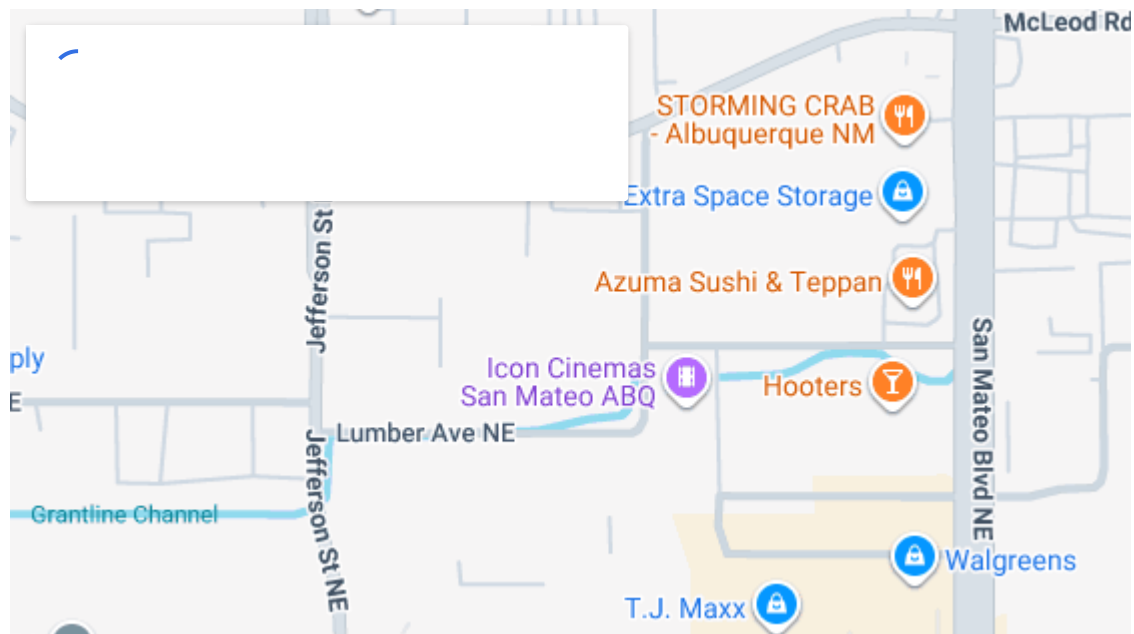 McLeod Rd
STORMING CRAB
- Albuquerque NM
Extra Space Storage
Jefferson St
Azuma Sushi & Teppan
San Mateo Blvd NE
ply
Icon Cinemas
San Mateo ABQ
Hooters
E
Lumber Ave NE
Jefferson St NE
Grantline Channel
Walgreens
T.J. Maxx